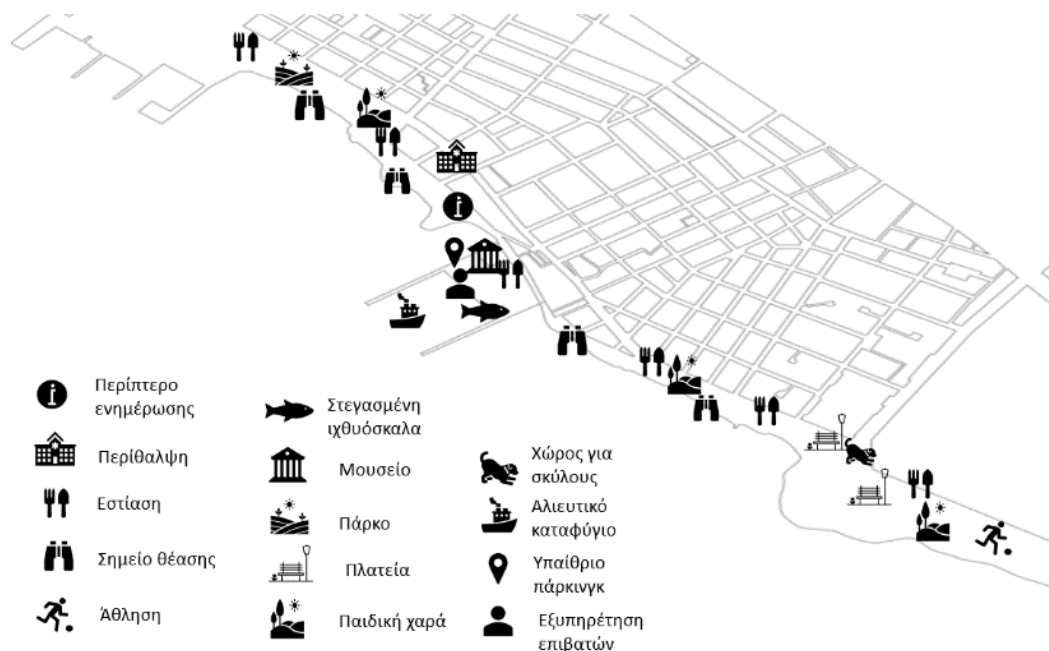 Περίπτερο
ενημέρωσης
Περίθαλψη
Εστίαση
Σημείο θέασης
Άθληση
Στεγασμένη
ιχθυόσκαλα
Μουσείο
Πάρκο
Πλατεία
Παιδική χαρά
Χώρος για
σκύλους
Αλιευτικό
καταφύγιο
Υπαίθριο
πάρκινγκ
Εξυπηρέτηση
επιβατών